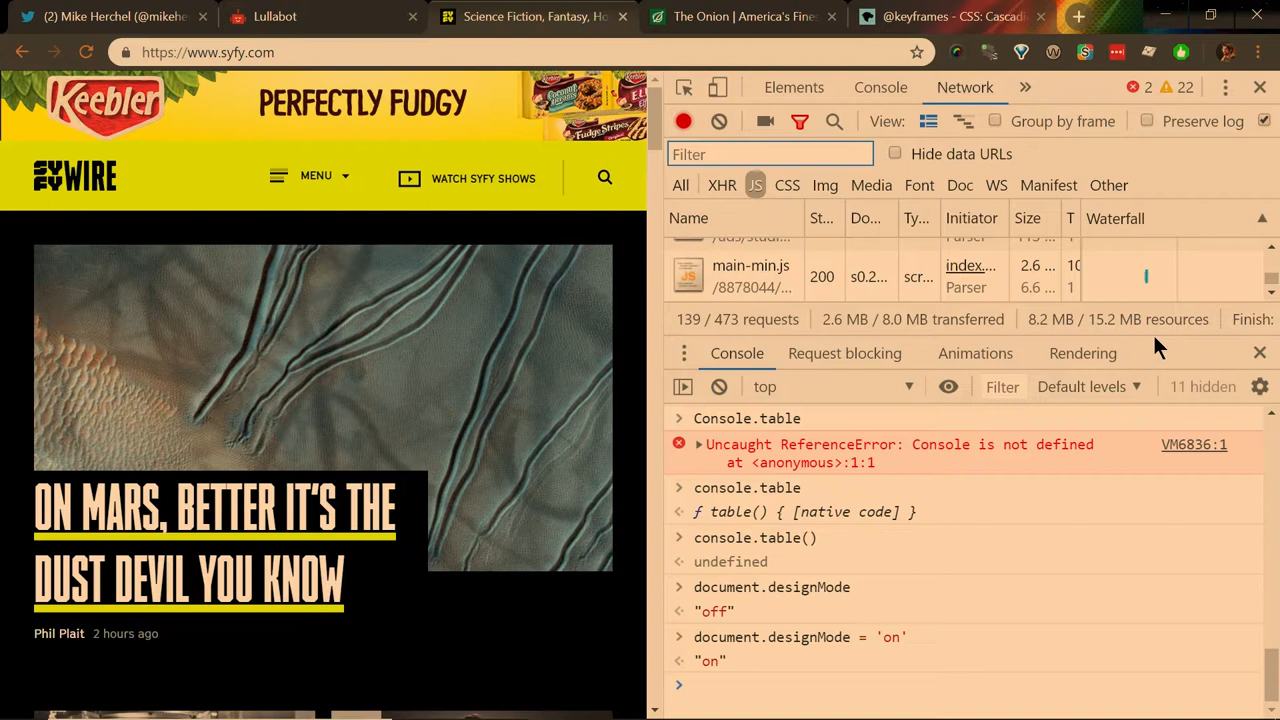 (2) Mike Herchel (@mikehe
Lullabot
Science Fiction, Fantasy, Ho
The Onion | America's Fines
@keyframes - CSS: Cascadi
https://www.syfy.com
Keebler
PERFECTLY FUDGY
SYFY WIRE
MENU
WATCH SYFY SHOWS
ON MARS, BETTER IT'S THE
DUST DEVIL YOU KNOW
Phil Plait 2 hours ago
Elements Console Network » 2 22
View: Group by frame Preserve log
Filter Hide data URLs
All XHR JS CSS Img Media Font Doc WS Manifest Other
Name St... Do... Ty... Initiator Size T Waterfall
main-min.js 200 s0.2... scr... index.... 2.6 ... 10
/8878044/... Parser 6.6 ... 1
139 / 473 requests 2.6 MB / 8.0 MB transferred 8.2 MB / 15.2 MB resources Finish:
Console Request blocking Animations Rendering
top Filter Default levels 11 hidden
Console.table
Uncaught ReferenceError: Console is not defined VM6836:1
at <anonymous>:1:1
console.table
ƒ table() { [native code] }
console.table()
undefined
document.designMode
"off"
document.designMode = 'on'
"on"